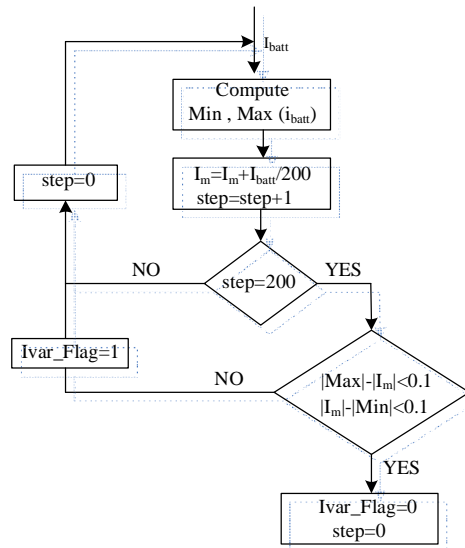 I_batt
Compute
Min , Max (i_batt)
I_m=I_m+I_batt/200
step=step+1
step=0
NO
YES
step=200
Ivar_Flag=1
NO
|Max|-|I_m|<0.1
|I_m|-|Min|<0.1
YES
Ivar_Flag=0
step=0